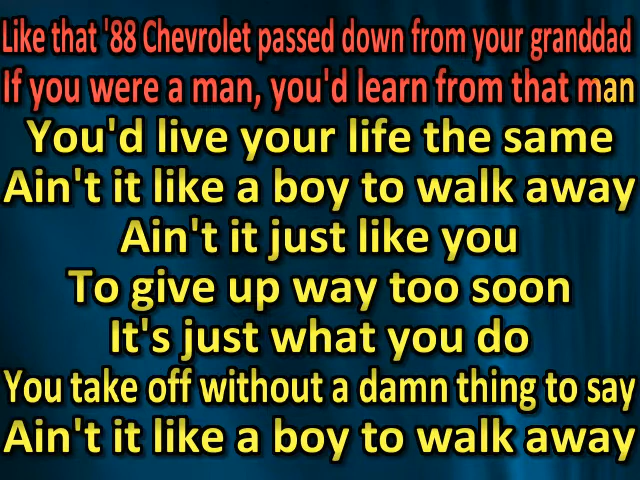 Like that '88 Chevrolet passed down from your granddad
If you were a man, you'd learn from that man
You'd live your life the same
Ain't it like a boy to walk away
Ain't it just like you
To give up way too soon
It's just what you do
You take off without a damn thing to say
Ain't it like a boy to walk away